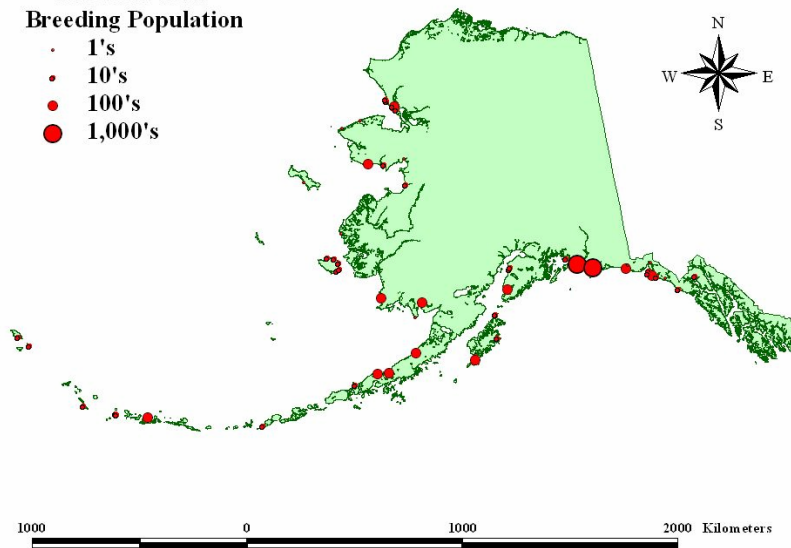 Breeding Population
1's
10's
100's
1,000's
N
W E
S
1000 0 1000 2000 Kilometers